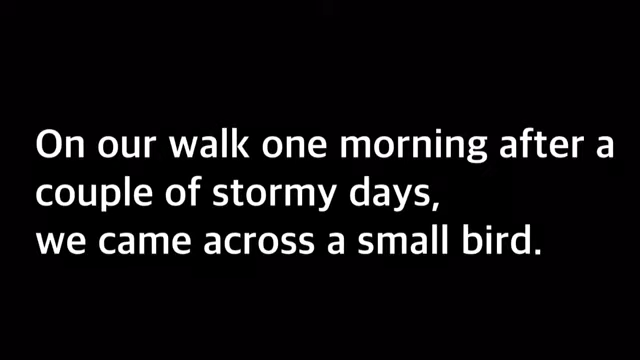 On our walk one morning after a
couple of stormy days,
we came across a small bird.